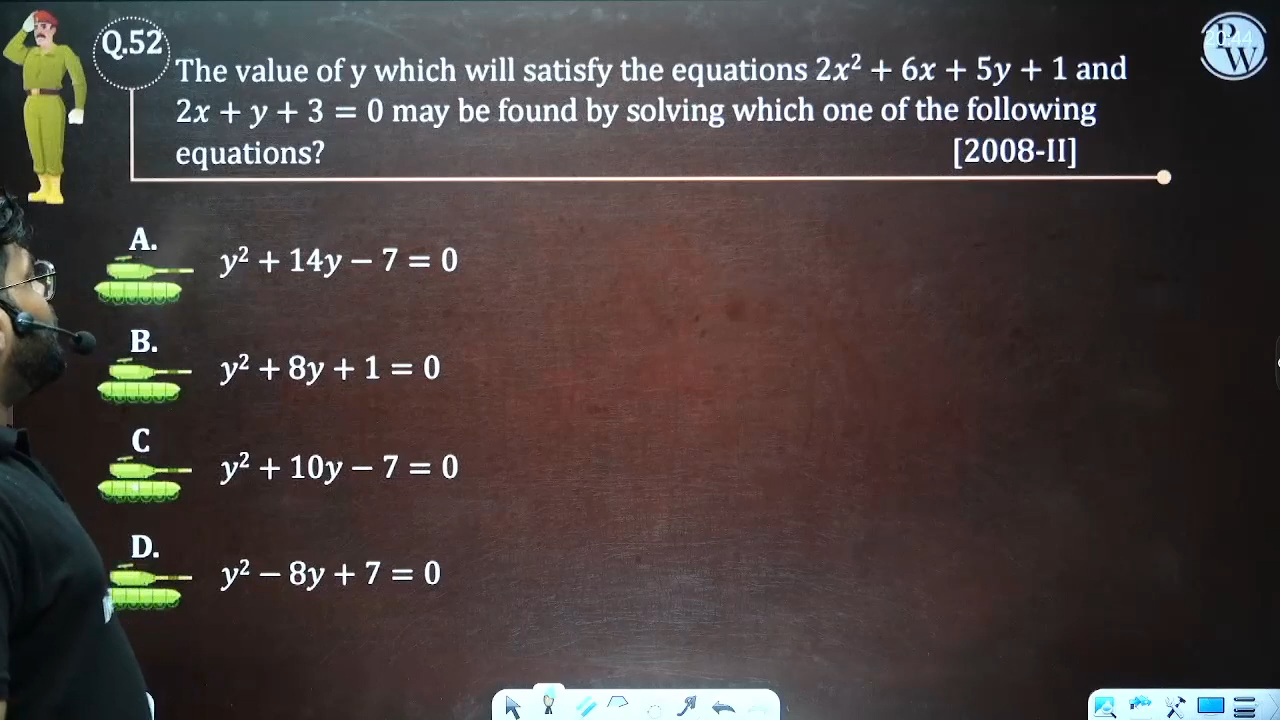 Q.52
The value of y which will satisfy the equations 2x² + 6x + 5y + 1 and
2x + y + 3 = 0 may be found by solving which one of the following
equations? [2008-II]
A.
y² + 14y − 7 = 0
B.
y² + 8y + 1 = 0
C
y² + 10y − 7 = 0
D.
y² − 8y + 7 = 0
PW